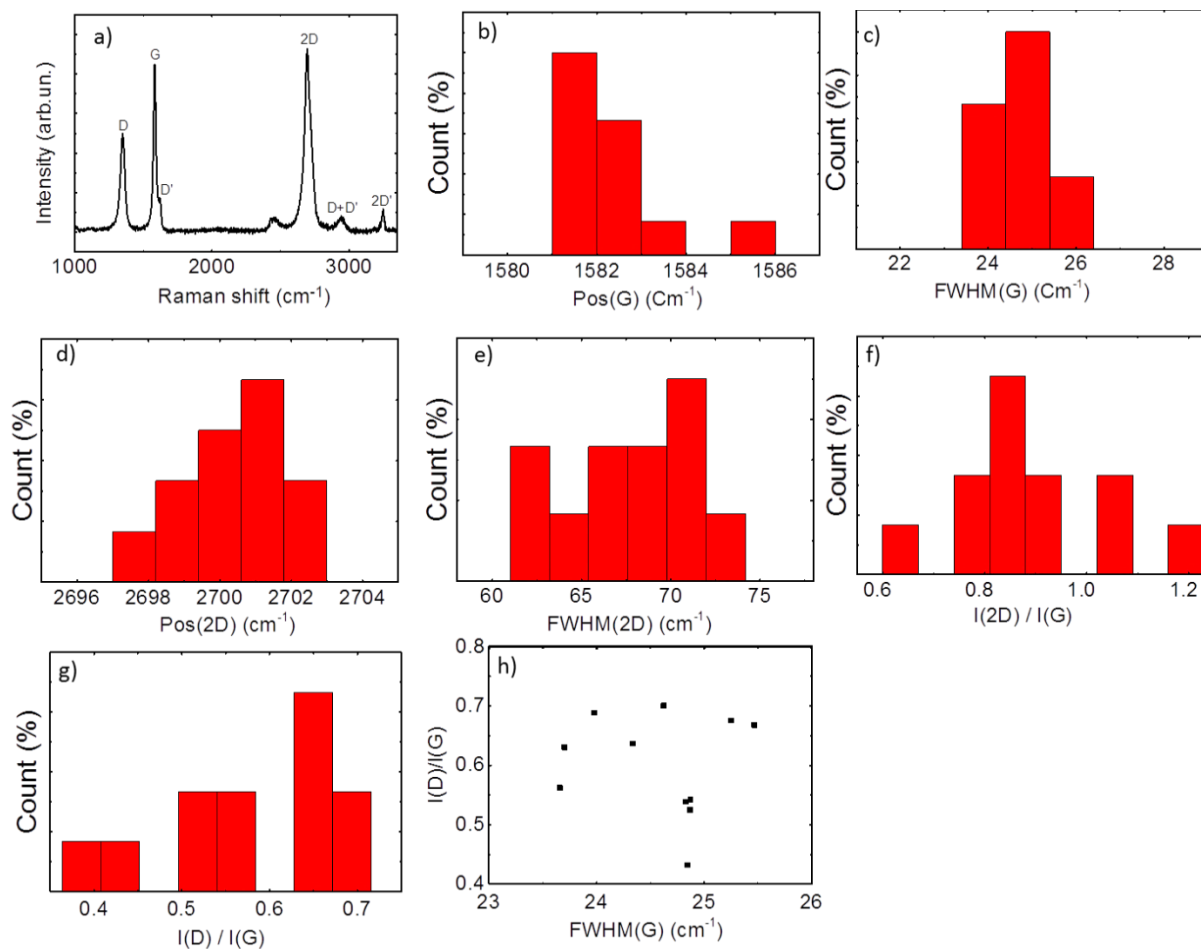 a)
D
G
D'
2D
D+D'
2D'
Intensity (arb.un.)
1000 2000 3000
Raman shift (cm-1)
b)
Count (%)
1580 1582 1584 1586
Pos(G) (Cm-1)
c)
Count (%)
22 24 26 28
FWHM(G) (Cm-1)
d)
Count (%)
2696 2698 2700 2702 2704
Pos(2D) (cm-1)
e)
Count (%)
60 65 70 75
FWHM(2D) (cm-1)
f)
Count (%)
0.6 0.8 1.0 1.2
I(2D) / I(G)
g)
Count (%)
0.4 0.5 0.6 0.7
I(D) / I(G)
h)
I(D)/I(G)
0.8
0.7
0.6
0.5
0.4
23 24 25 26
FWHM(G) (cm-1)